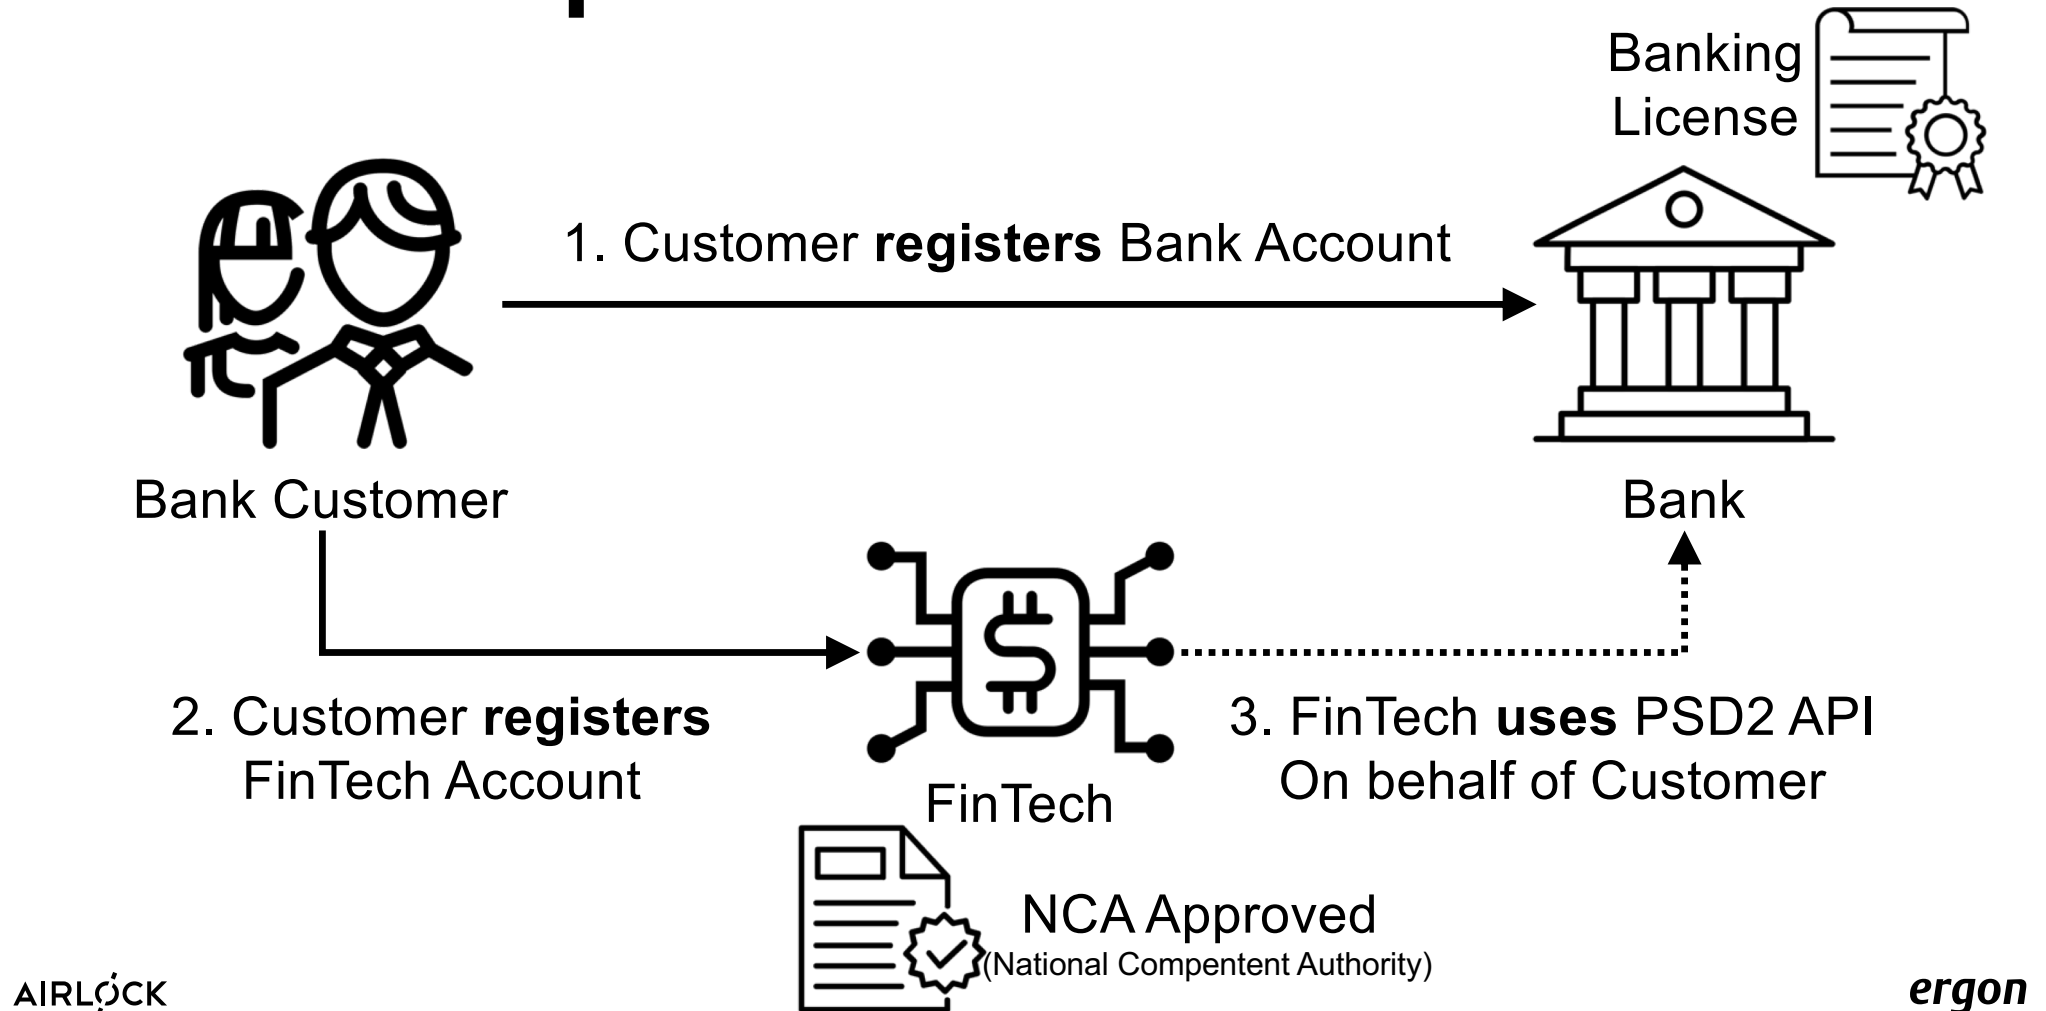 Banking
License
1. Customer registers Bank Account
Bank Customer
Bank
2. Customer registers
FinTech Account
FinTech
3. FinTech uses PSD2 API
On behalf of Customer
NCA Approved
(National Compentent Authority)
AIRLOCK
ergon